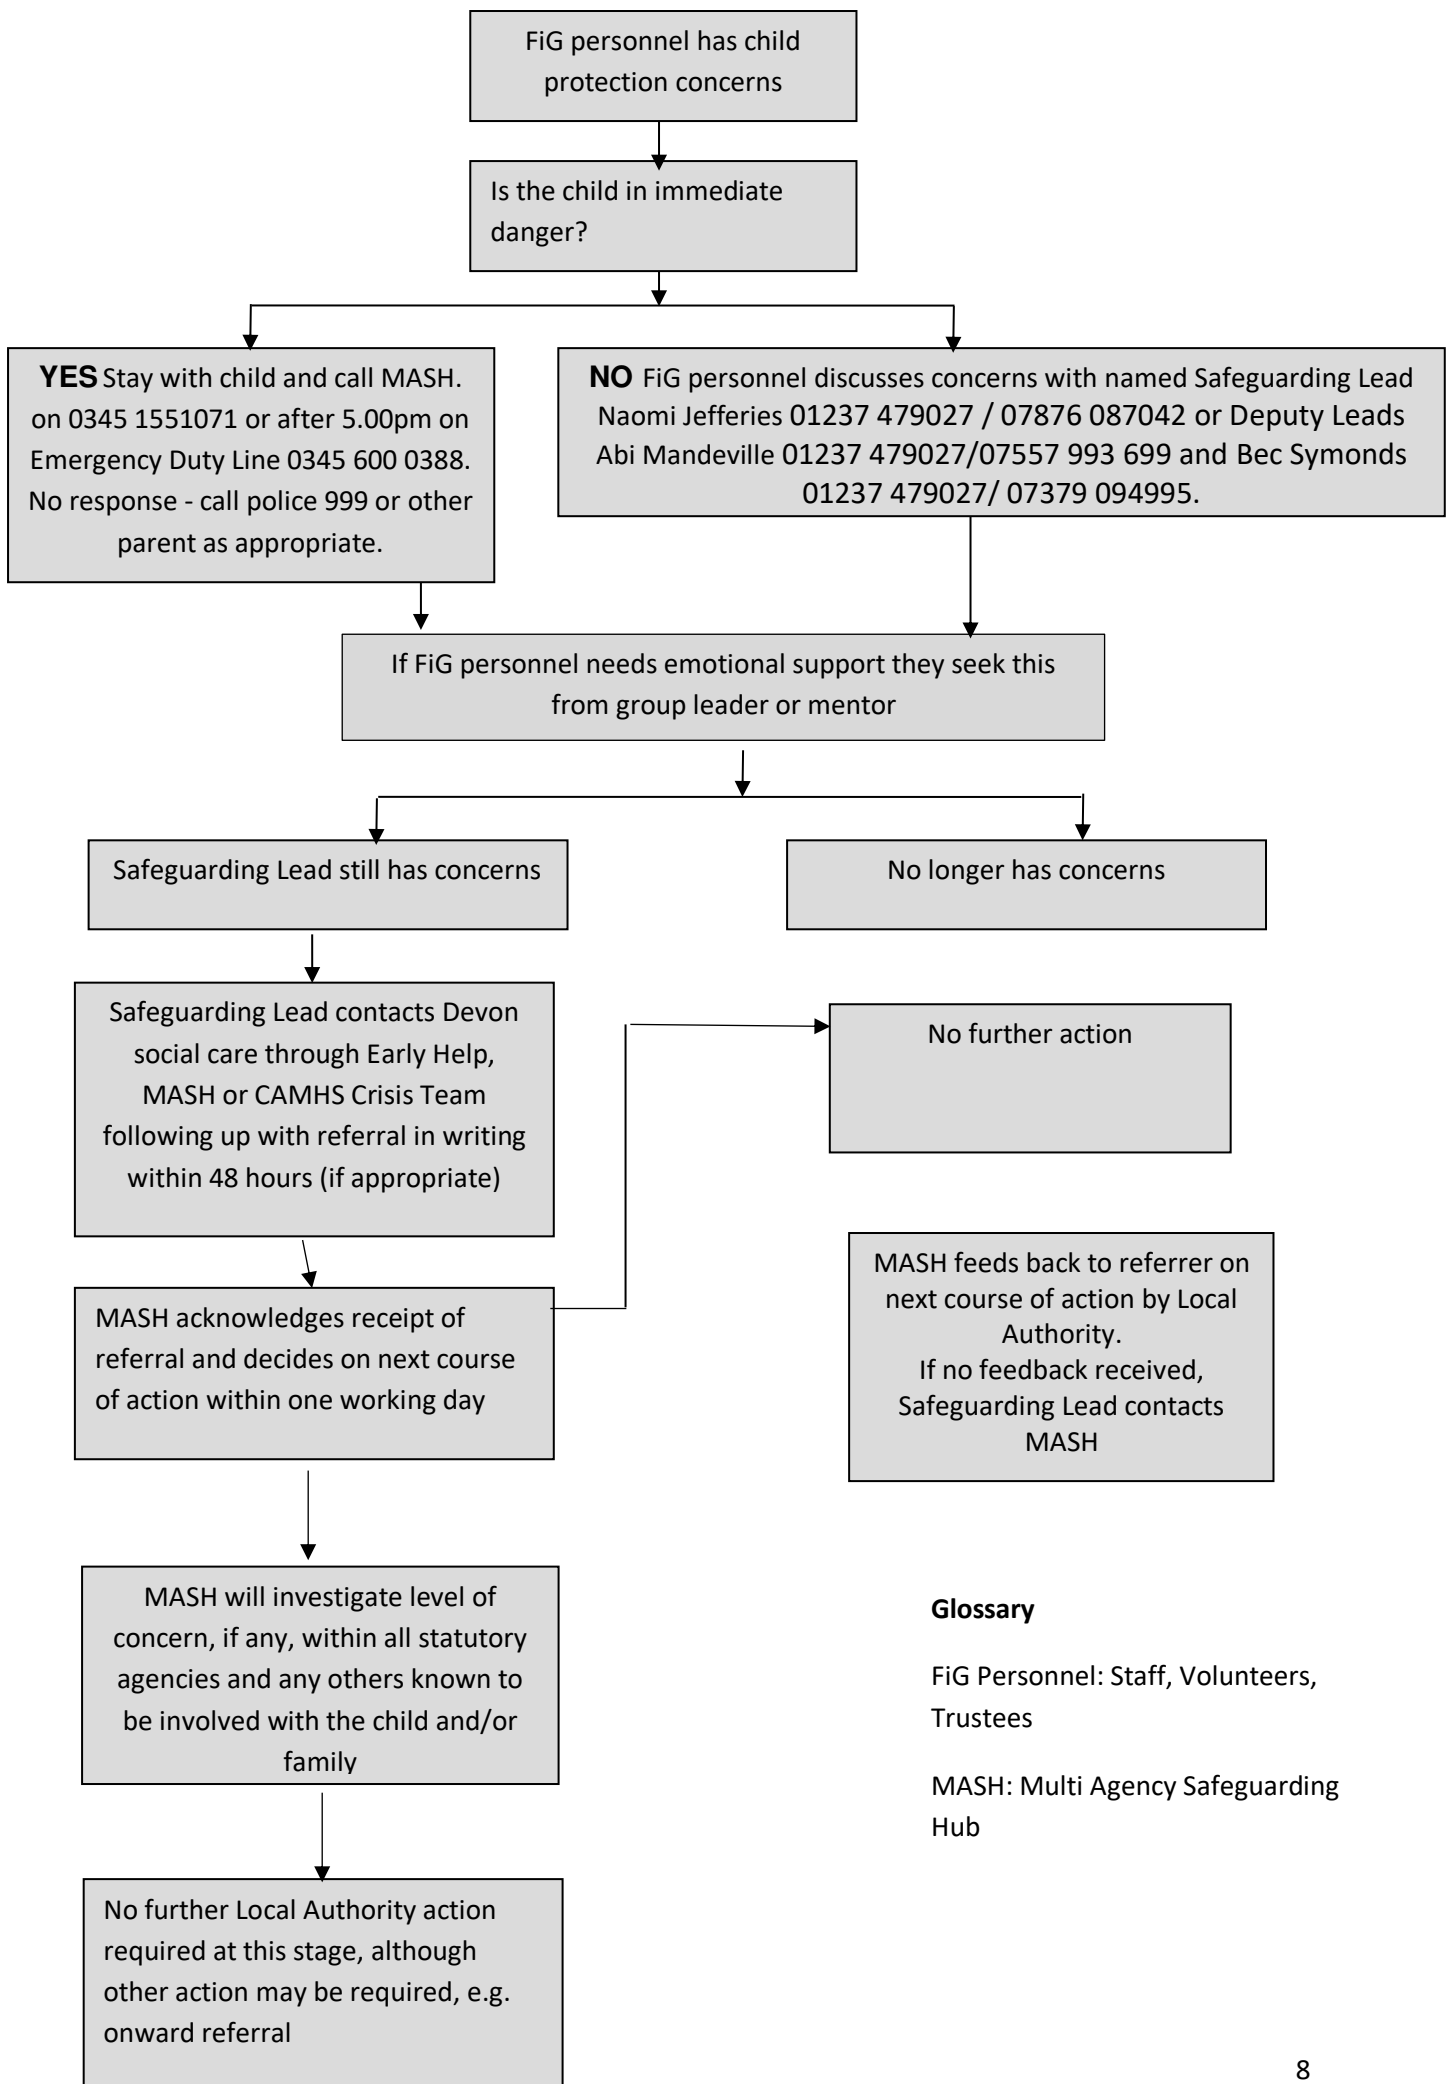 FiG personnel has child
protection concerns
Is the child in immediate
danger?
YES Stay with child and call MASH.
on 0345 1551071 or after 5.00pm on
Emergency Duty Line 0345 600 0388.
No response - call police 999 or other
parent as appropriate.
NO FiG personnel discusses concerns with named Safeguarding Lead
Naomi Jefferies 01237 479027 / 07876 087042 or Deputy Leads
Abi Mandeville 01237 479027/07557 993 699 and Bec Symonds
01237 479027/ 07379 094995.
If FiG personnel needs emotional support they seek this
from group leader or mentor
Safeguarding Lead still has concerns
No longer has concerns
Safeguarding Lead contacts Devon
social care through Early Help,
MASH or CAMHS Crisis Team
following up with referral in writing
within 48 hours (if appropriate)
No further action
MASH acknowledges receipt of
referral and decides on next course
of action within one working day
MASH feeds back to referrer on
next course of action by Local
Authority.
If no feedback received,
Safeguarding Lead contacts
MASH
MASH will investigate level of
concern, if any, within all statutory
agencies and any others known to
be involved with the child and/or
family
No further Local Authority action
required at this stage, although
other action may be required, e.g.
onward referral
Glossary
FiG Personnel: Staff, Volunteers,
Trustees
MASH: Multi Agency Safeguarding
Hub
8